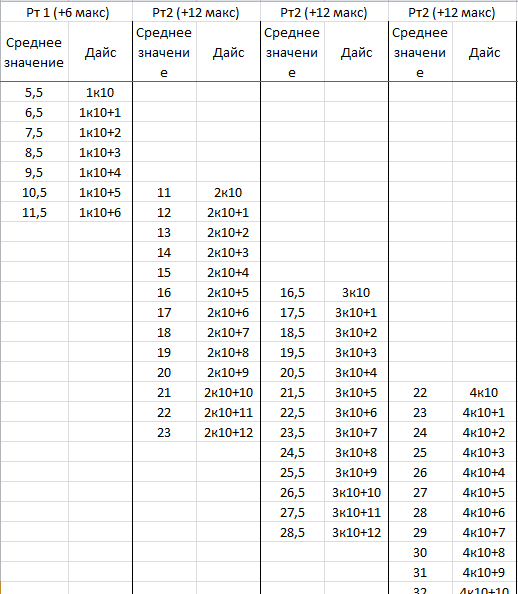 Рт 1 (+6 макс) Рт2 (+12 макс) Рт2 (+12 макс) Рт2 (+12 макс)
Среднее значение Дайс Среднее значени е Дайс Среднее значени е Дайс Среднее значени е Дайс
5,5 1к10
6,5 1к10+1
7,5 1к10+2
8,5 1к10+3
9,5 1к10+4
10,5 1к10+5 11 2к10
11,5 1к10+6 12 2к10+1
13 2к10+2
14 2к10+3
15 2к10+4
16 2к10+5 16,5 3к10
17 2к10+6 17,5 3к10+1
18 2к10+7 18,5 3к10+2
19 2к10+8 19,5 3к10+3
20 2к10+9 20,5 3к10+4
21 2к10+10 21,5 3к10+5 22 4к10
22 2к10+11 22,5 3к10+6 23 4к10+1
23 2к10+12 23,5 3к10+7 24 4к10+2
24,5 3к10+8 25 4к10+3
25,5 3к10+9 26 4к10+4
26,5 3к10+10 27 4к10+5
27,5 3к10+11 28 4к10+6
28,5 3к10+12 29 4к10+7
30 4к10+8
31 4к10+9
32 4к10+10